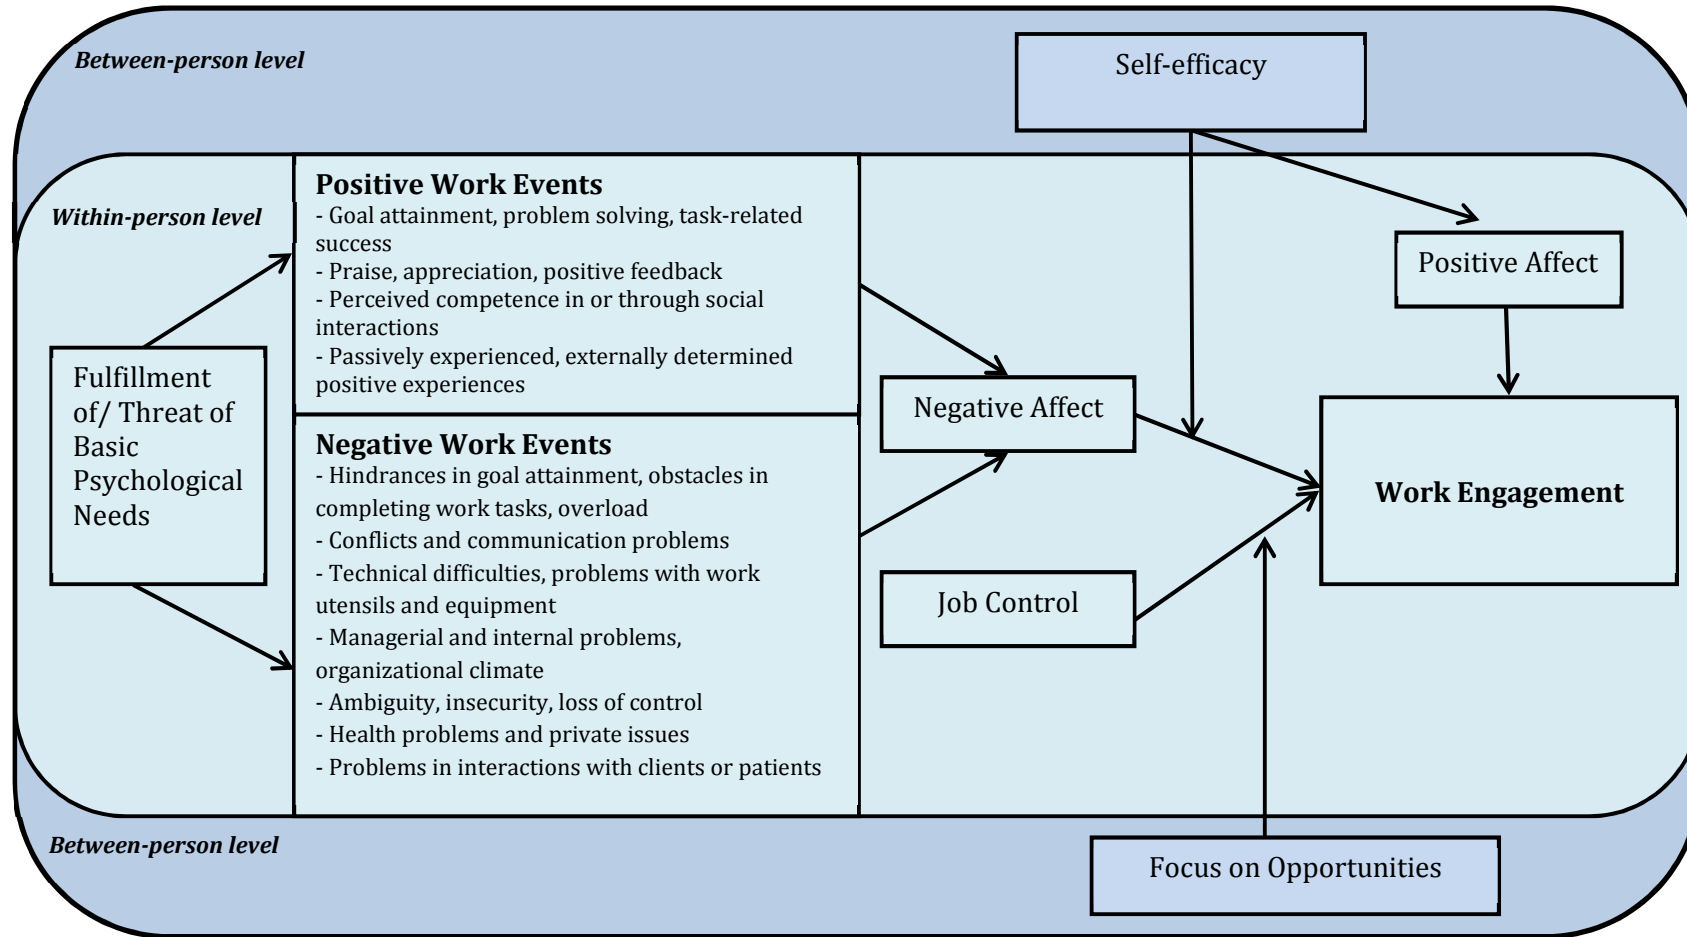 Between-person level
Self-efficacy
Within-person level
Positive Work Events
- Goal attainment, problem solving, task-related
success
- Praise, appreciation, positive feedback
- Perceived competence in or through social
interactions
- Passively experienced, externally determined
positive experiences
Positive Affect
Fulfillment
of/ Threat of
Basic
Psychological
Needs
Negative Affect
Negative Work Events
- Hindrances in goal attainment, obstacles in
completing work tasks, overload
- Conflicts and communication problems
- Technical difficulties, problems with work
utensils and equipment
- Managerial and internal problems,
organizational climate
- Ambiguity, insecurity, loss of control
- Health problems and private issues
- Problems in interactions with clients or patients
Work Engagement
Job Control
Between-person level
Focus on Opportunities